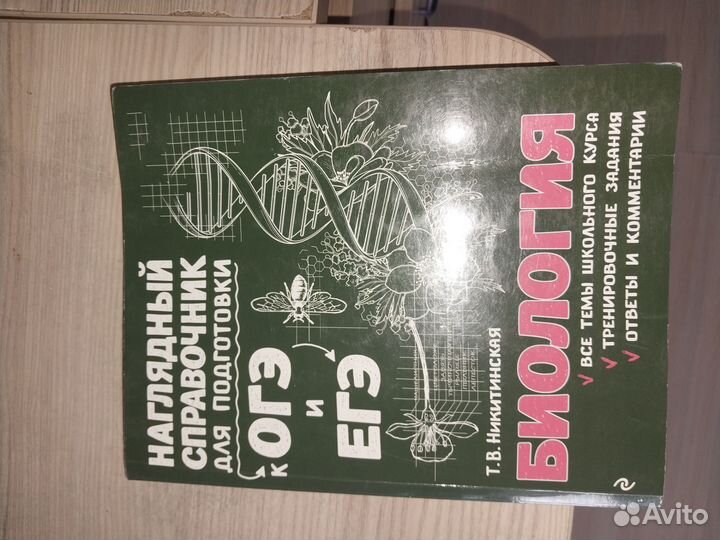 НАГЛЯДНЫЙ
СПРАВОЧНИК
ДЛЯ ПОДГОТОВКИ
К ОГЭ
И
ЕГЭ
Т. В. НИКИТИНСКАЯ
БИОЛОГИЯ
ВСЕ ТЕМЫ ШКОЛЬНОГО КУРСА
ТРЕНИРОВОЧНЫЕ ЗАДАНИЯ
ОТВЕТЫ И КОММЕНТАРИИ
Avito